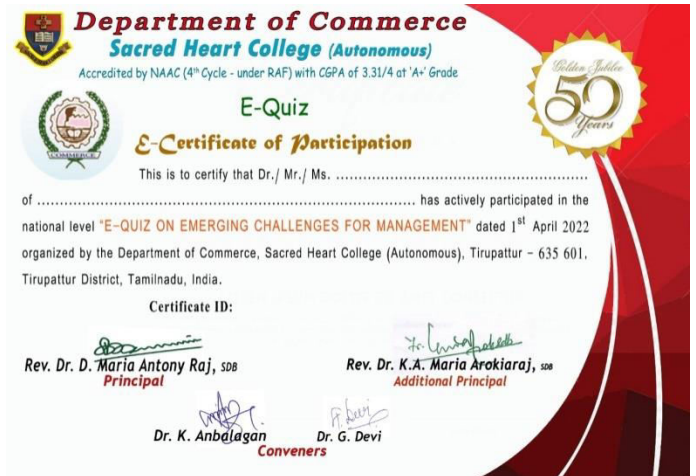 Department of Commerce
Sacred Heart College (Autonomous)
Accredited by NAAC (4th Cycle - under RAF) with CGPA of 3.31/4 at 'A+' Grade
Golden Jubilee
50
Years
COMMERCE
E-Quiz
E-Certificate of Participation
This is to certify that Dr./ Mr./ Ms. ..............................................................
of ..................................................................................... has actively participated in the
national level "E-QUIZ ON EMERGING CHALLENGES FOR MANAGEMENT" dated 1st April 2022
organized by the Department of Commerce, Sacred Heart College (Autonomous), Tirupattur – 635 601,
Tirupattur District, Tamilnadu, India.
Certificate ID:
Rev. Dr. D. Maria Antony Raj, SDB
Principal
Rev. Dr. K.A. Maria Arokiaraj, SDB
Additional Principal
G. Devi
Dr. K. Anbalagan Dr. G. Devi
Conveners